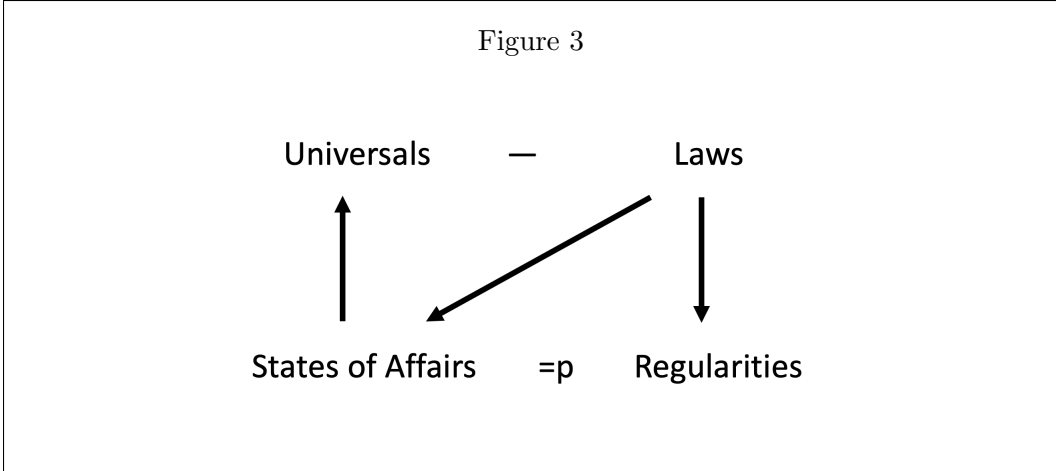 Figure 3
Universals — Laws
States of Affairs =p Regularities